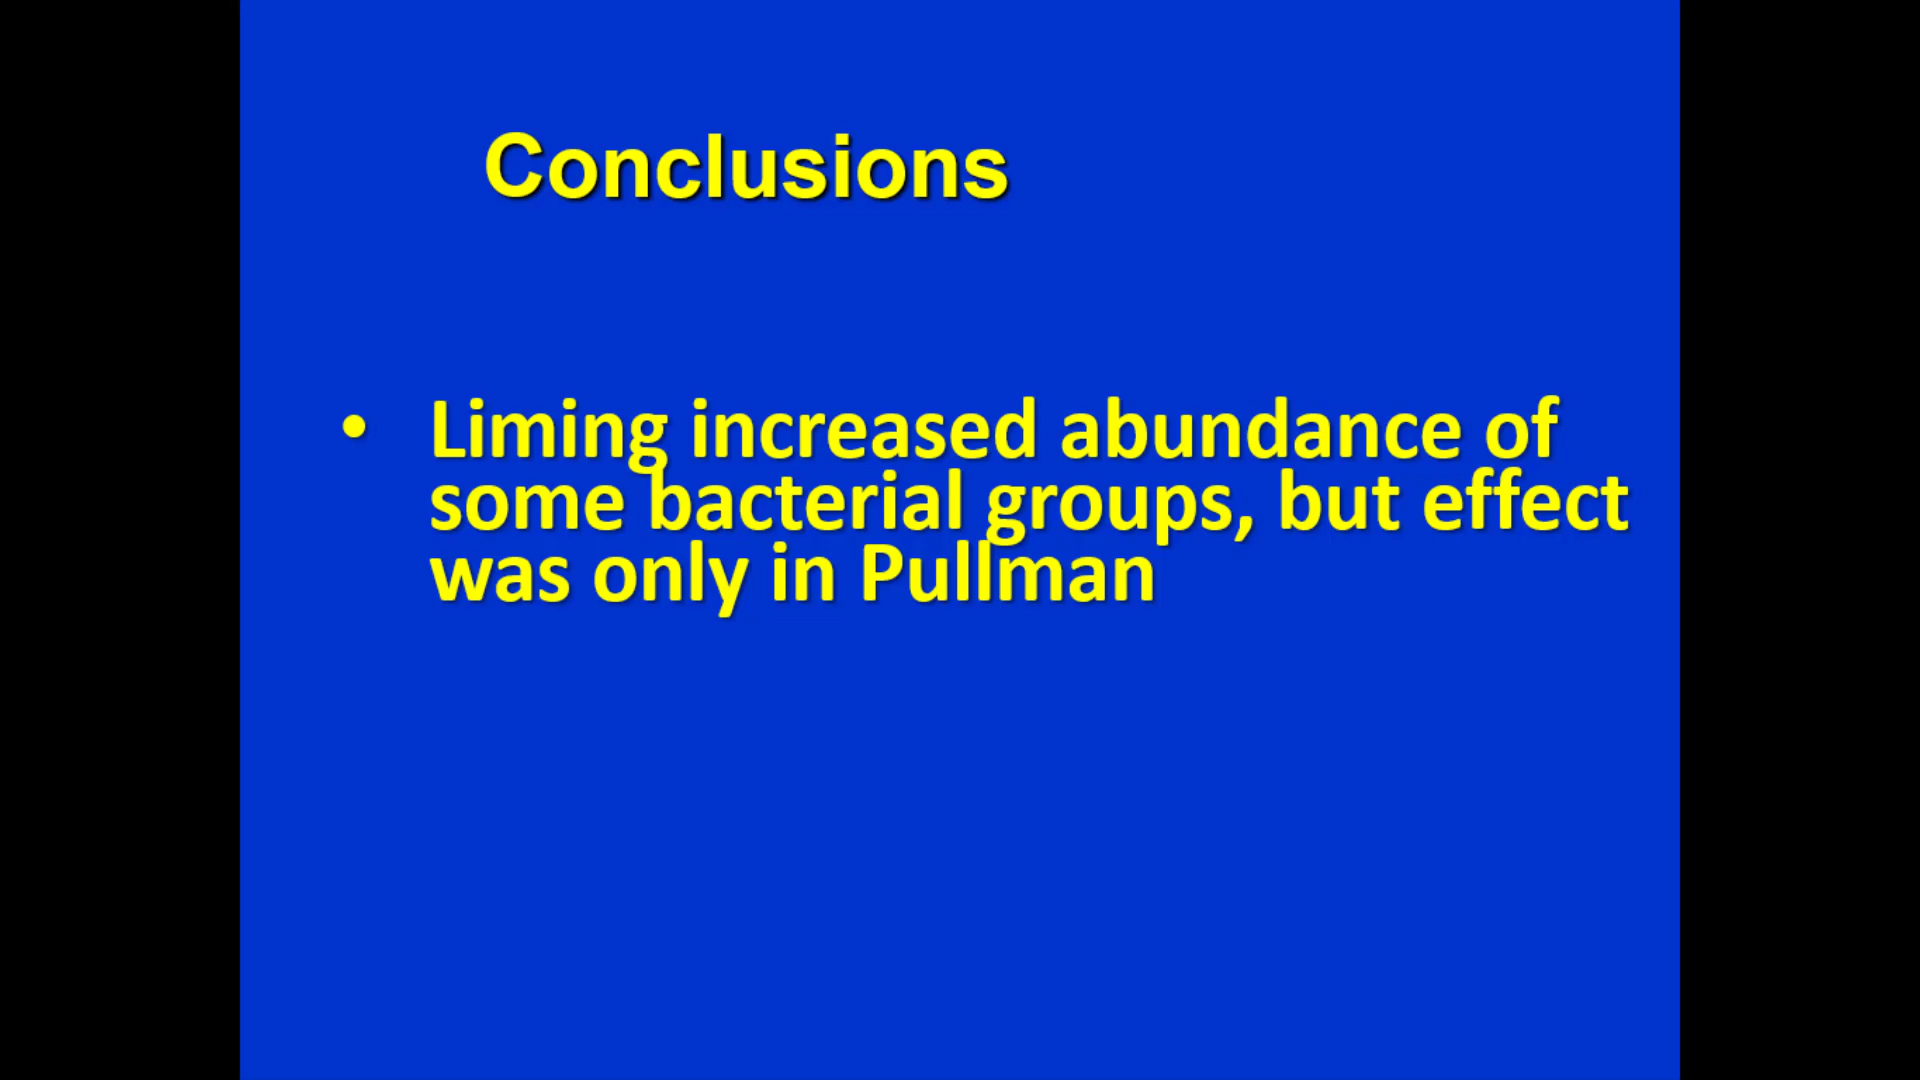 Conclusions
• Liming increased abundance of
some bacterial groups, but effect
was only in Pullman